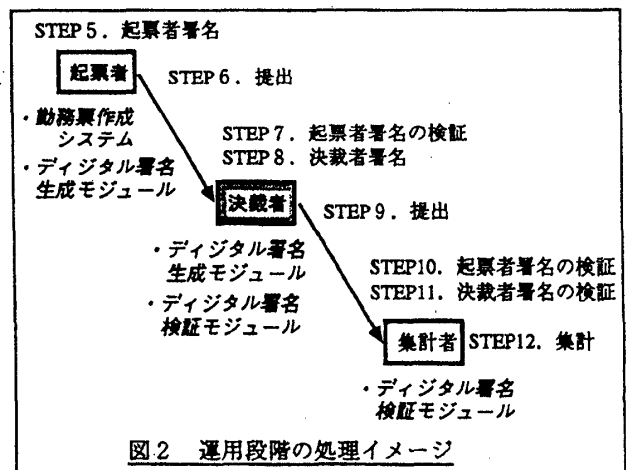 STEP5．起票者署名
起票者
STEP6．提出
・勤務票作成
システム
・ディジタル署名
生成モジュール
STEP7．起票者署名の検証
STEP8．決裁者署名
決裁者
STEP9．提出
・ディジタル署名
生成モジュール
・ディジタル署名
検証モジュール
STEP10．起票者署名の検証
STEP11．決裁者署名の検証
集計者
STEP12．集計
・ディジタル署名
検証モジュール
図2　運用段階の処理イメージ